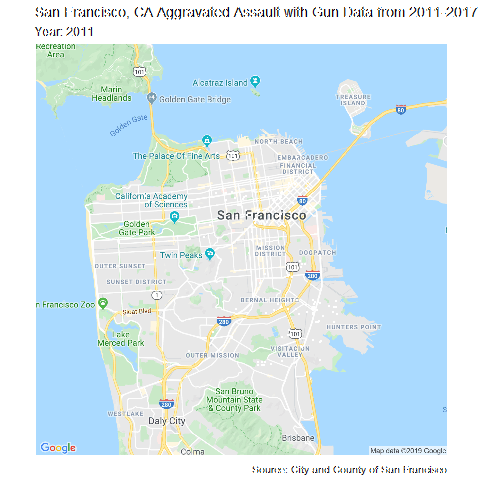 San Francisco, CA Aggravated Assault with Gun Data from 2011-2017
Year: 2011
Recreation
Area
101
Alcatraz Island
Marin
Headlands
Golden Gate Bridge
TREASURE
ISLAND
80
Golden Gate
NORTH BEACH
The Palace Of Fine Arts
101
EMBARCADERO
FINANCIAL
DISTRICT
California Academy
of Sciences
80
San Francisco
Golden
Gate Park
Twin Peaks
MISSION
DISTRICT
DOGPATCH
OUTER SUNSET
101
280
SUNSET DISTRICT
1
n Francisco Zoo
Sloat Blvd
BERNAL HEIGHTS
280
HUNTERS POINT
Lake
Merced Park
101
OUTER MISSION
VISITACION
VALLEY
San Bruno
Mountain State
& County Park
280
WESTLAKE
Daly City
Brisbane
Colma
Google
Map data ©2019 Google
Source: City and County of San Francisco